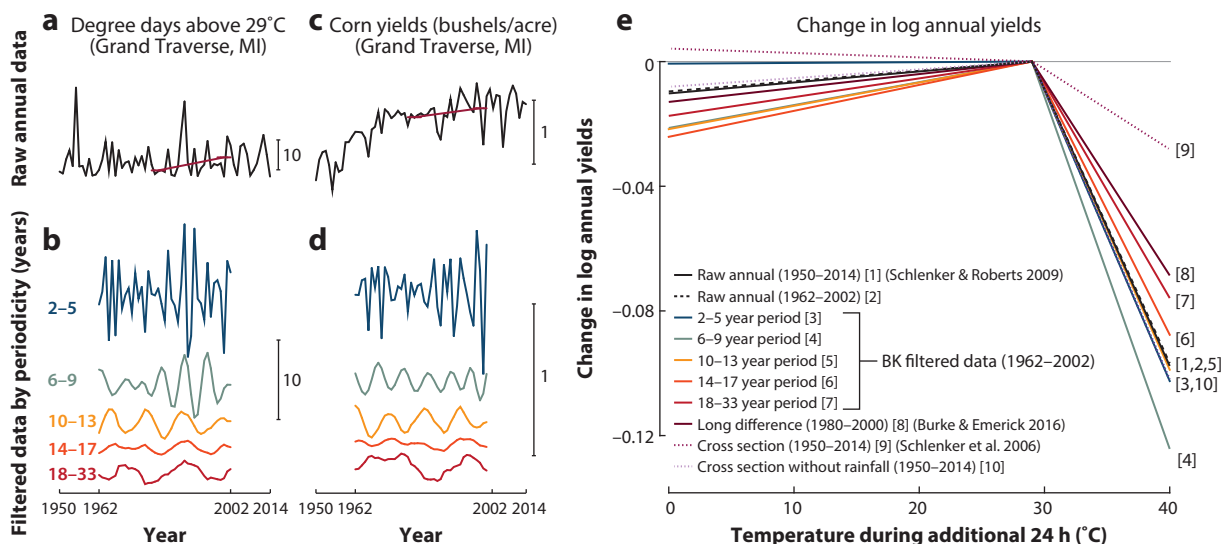 a Degree days above 29˚C
(Grand Traverse, MI)
c Corn yields (bushels/acre)
(Grand Traverse, MI)
Raw annual data
10
1
Filtered data by periodicity (years)
b
2–5
6–9
10–13
14–17
18–33
10
1950 1962 2002 2014
Year
d
1
1950 1962 2002 2014
Year
e Change in log annual yields
Change in log annual yields
0
–0.04
–0.08
–0.12
0 10 20 30 40
Temperature during additional 24 h (˚C)
Raw annual (1950–2014) [1] (Schlenker & Roberts 2009)
Raw annual (1962–2002) [2]
2–5 year period [3]
6–9 year period [4]
10–13 year period [5]
14–17 year period [6]
18–33 year period [7]
BK filtered data (1962–2002)
Long difference (1980–2000) [8] (Burke & Emerick 2016)
Cross section (1950–2014) [9] (Schlenker et al. 2006)
Cross section without rainfall (1950–2014) [10]
[9]
[8]
[7]
[6]
[1,2,5]
[3,10]
[4]